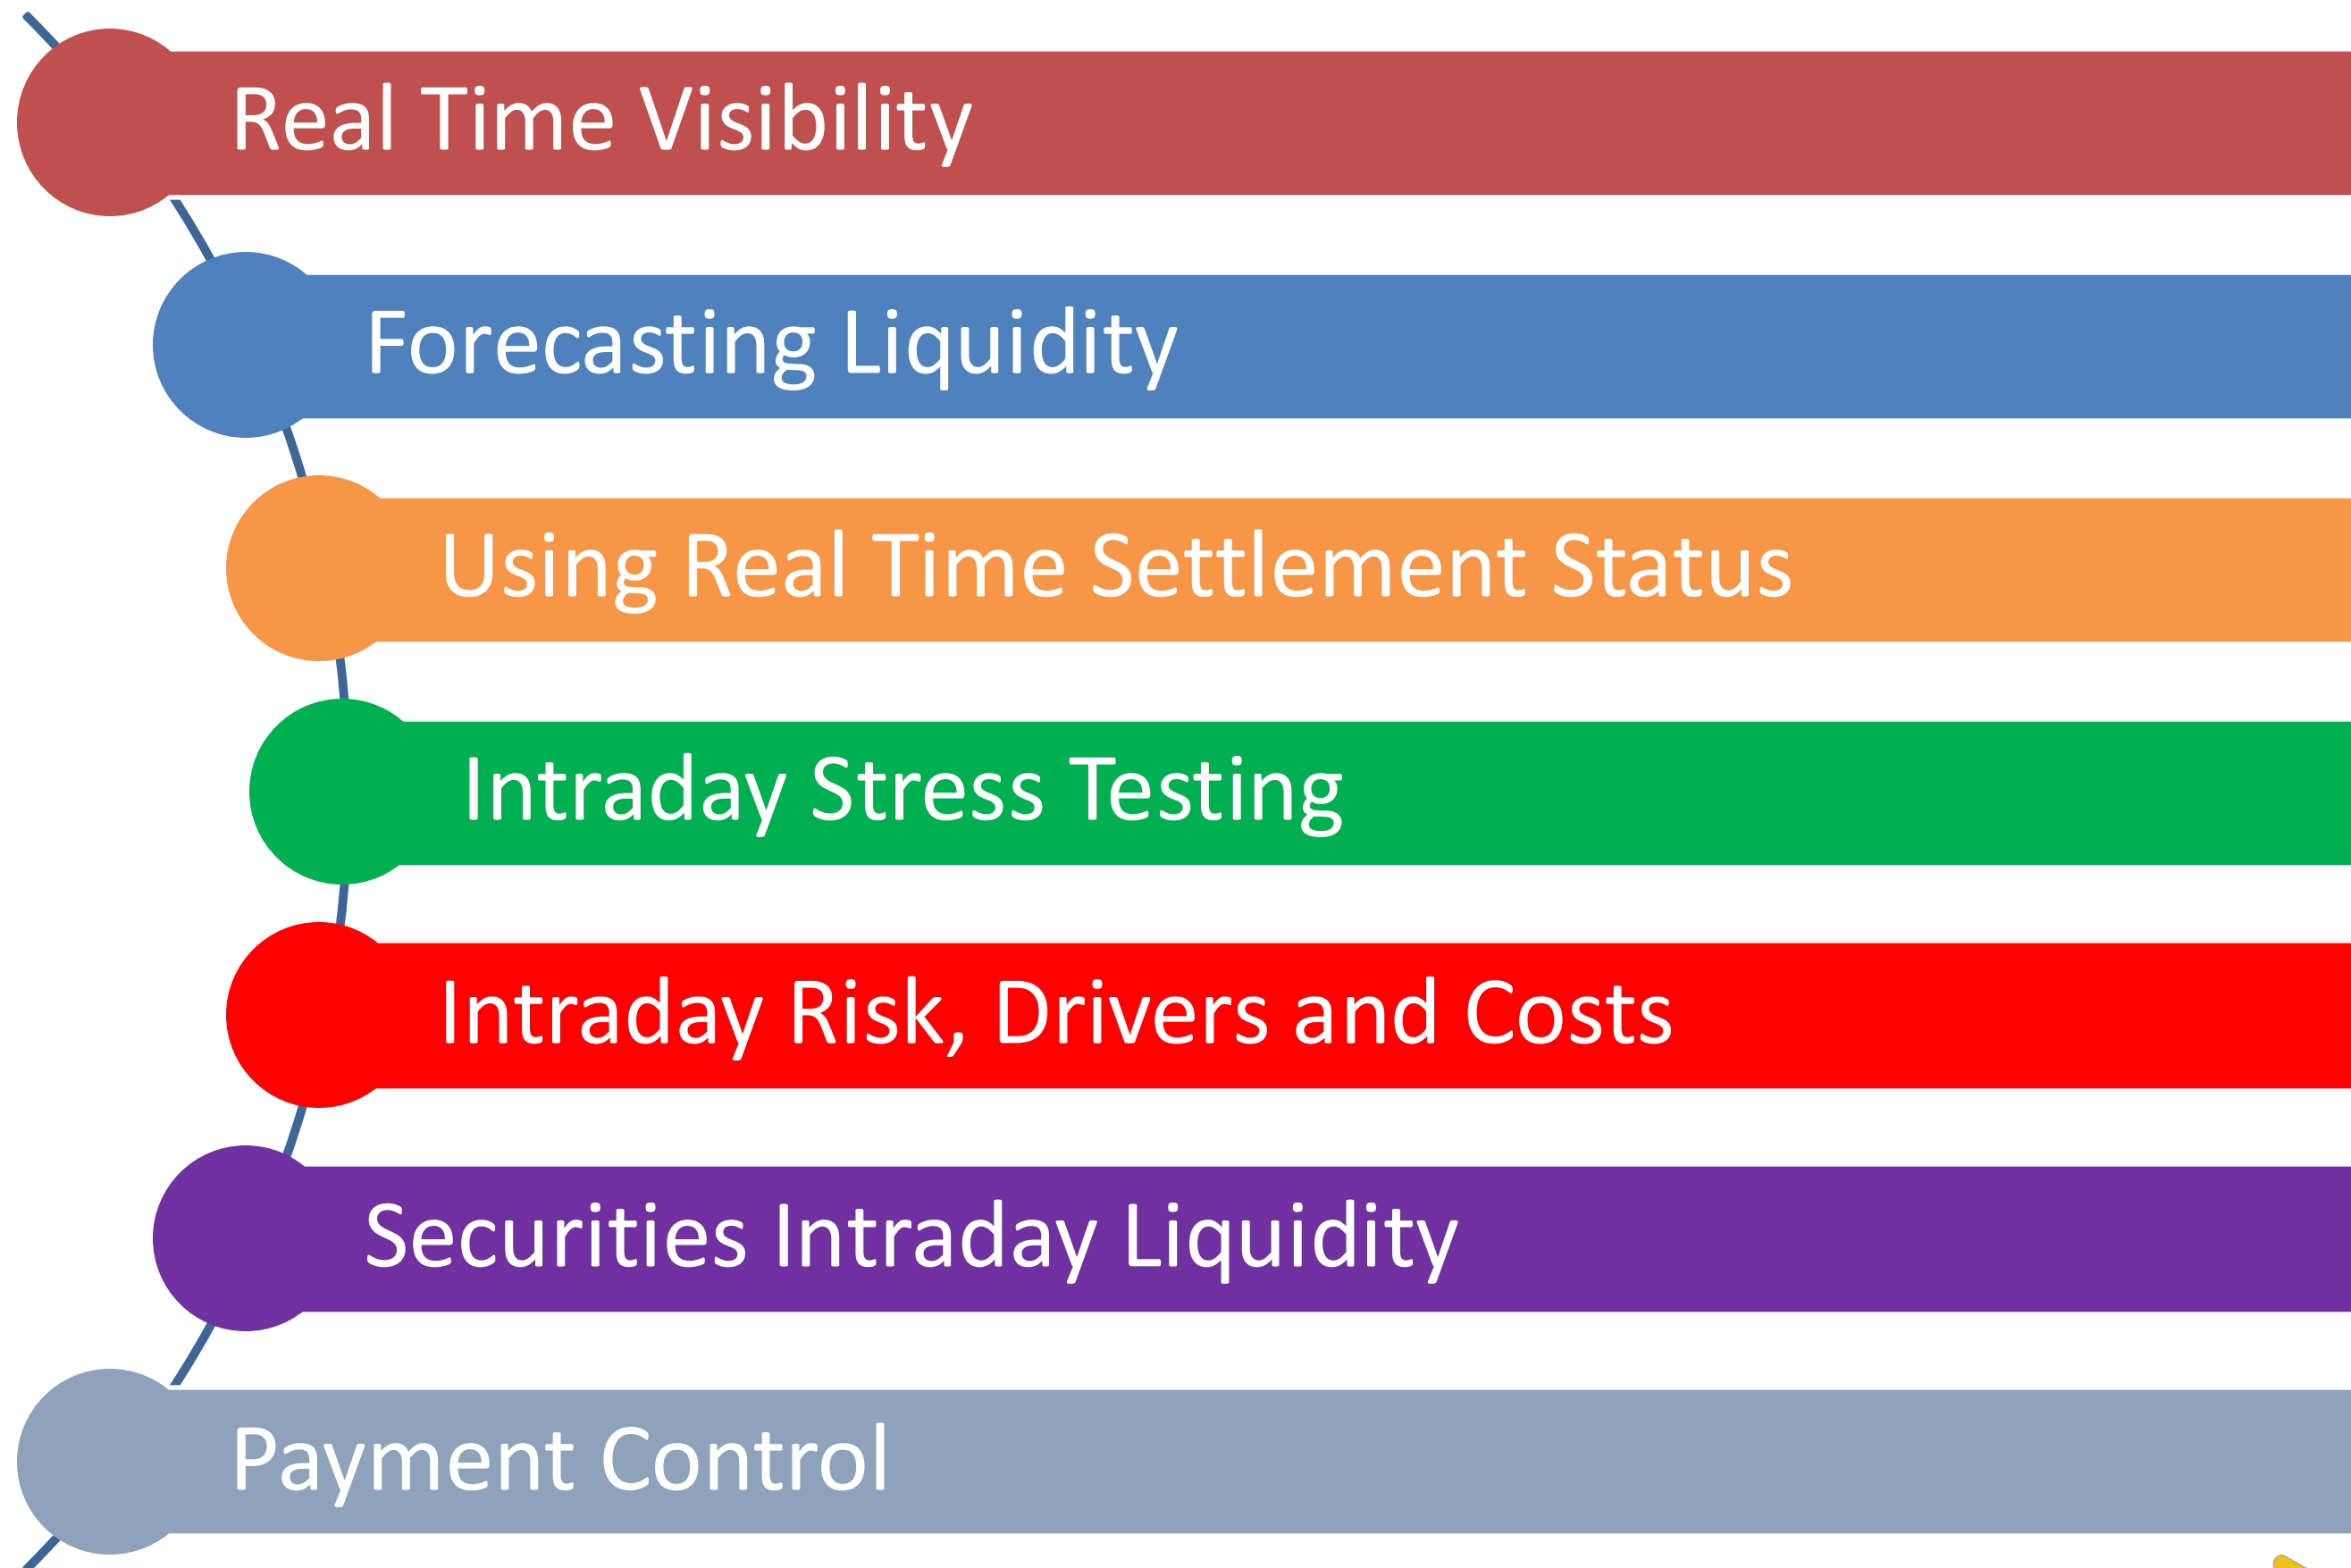 Real Time Visibility
Forecasting Liquidity
Using Real Time Settlement Status
Intraday Stress Testing
Intraday Risk, Drivers and Costs
Securities Intraday Liquidity
Payment Control